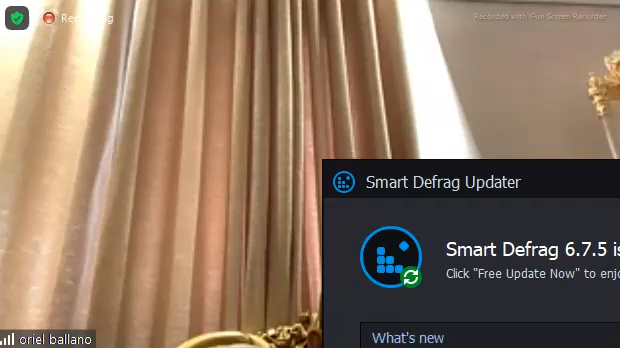 Recording
Recorded with iFun Screen Recorder
Smart Defrag Updater
Smart Defrag 6.7.5 is
Click "Free Update Now" to enjo
What's new
oriel ballano